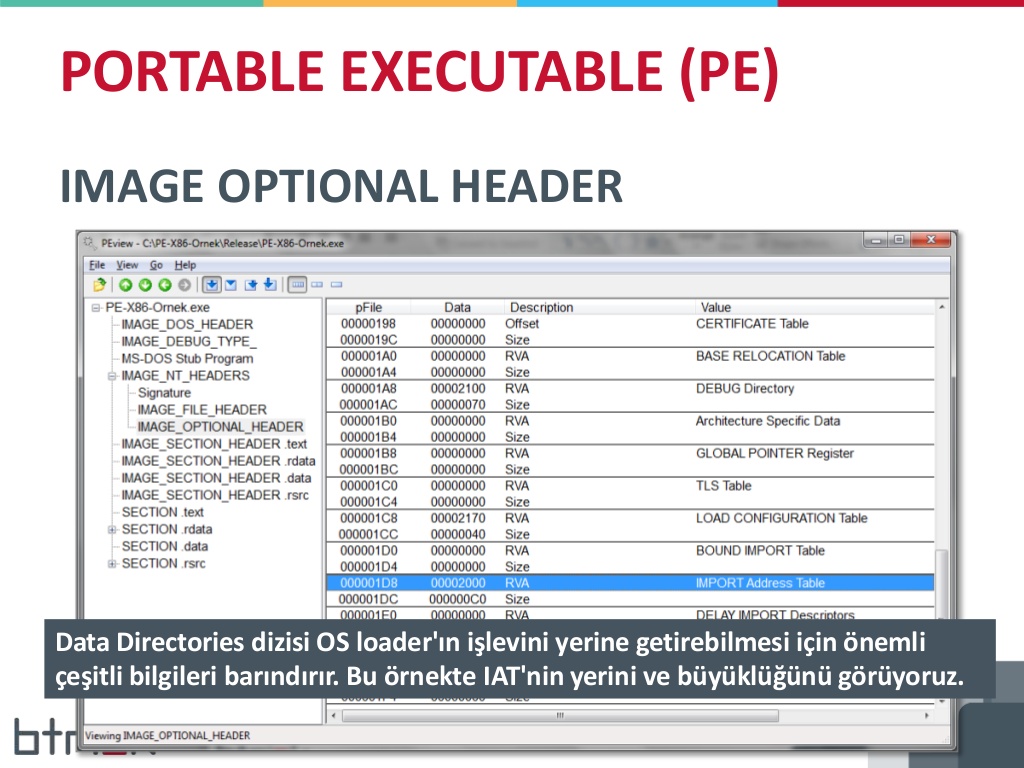 PORTABLE EXECUTABLE (PE)
IMAGE OPTIONAL HEADER
PEview - C:\PE-X86-Ornek\Release\PE-X86-Ornek.exe
File View Go Help
PE-X86-Ornek.exe
IMAGE_DOS_HEADER
IMAGE_DEBUG_TYPE_
MS-DOS Stub Program
IMAGE_NT_HEADERS
Signature
IMAGE_FILE_HEADER
IMAGE_OPTIONAL_HEADER
IMAGE_SECTION_HEADER .text
IMAGE_SECTION_HEADER .rdata
IMAGE_SECTION_HEADER .data
IMAGE_SECTION_HEADER .rsrc
SECTION .text
SECTION .rdata
SECTION .data
SECTION .rsrc
pFile Data Description Value
00000198 00000000 Offset CERTIFICATE Table
0000019C 00000000 Size
000001A0 00000000 RVA BASE RELOCATION Table
000001A4 00000000 Size
000001A8 00002100 RVA DEBUG Directory
000001AC 00000070 Size
000001B0 00000000 RVA Architecture Specific Data
000001B4 00000000 Size
000001B8 00000000 RVA GLOBAL POINTER Register
000001BC 00000000 Size
000001C0 00000000 RVA TLS Table
000001C4 00000000 Size
000001C8 00002170 RVA LOAD CONFIGURATION Table
000001CC 00000040 Size
000001D0 00000000 RVA BOUND IMPORT Table
000001D4 00000000 Size
000001D8 00002000 RVA IMPORT Address Table
000001DC 000000C0 Size
000001E0 00000000 RVA DELAY IMPORT Descriptors
Data Directories dizisi OS loader'ın işlevini yerine getirebilmesi için önemli
çeşitli bilgileri barındırır. Bu örnekte IAT'nin yerini ve büyüklüğünü görüyoruz.
Viewing IMAGE_OPTIONAL_HEADER